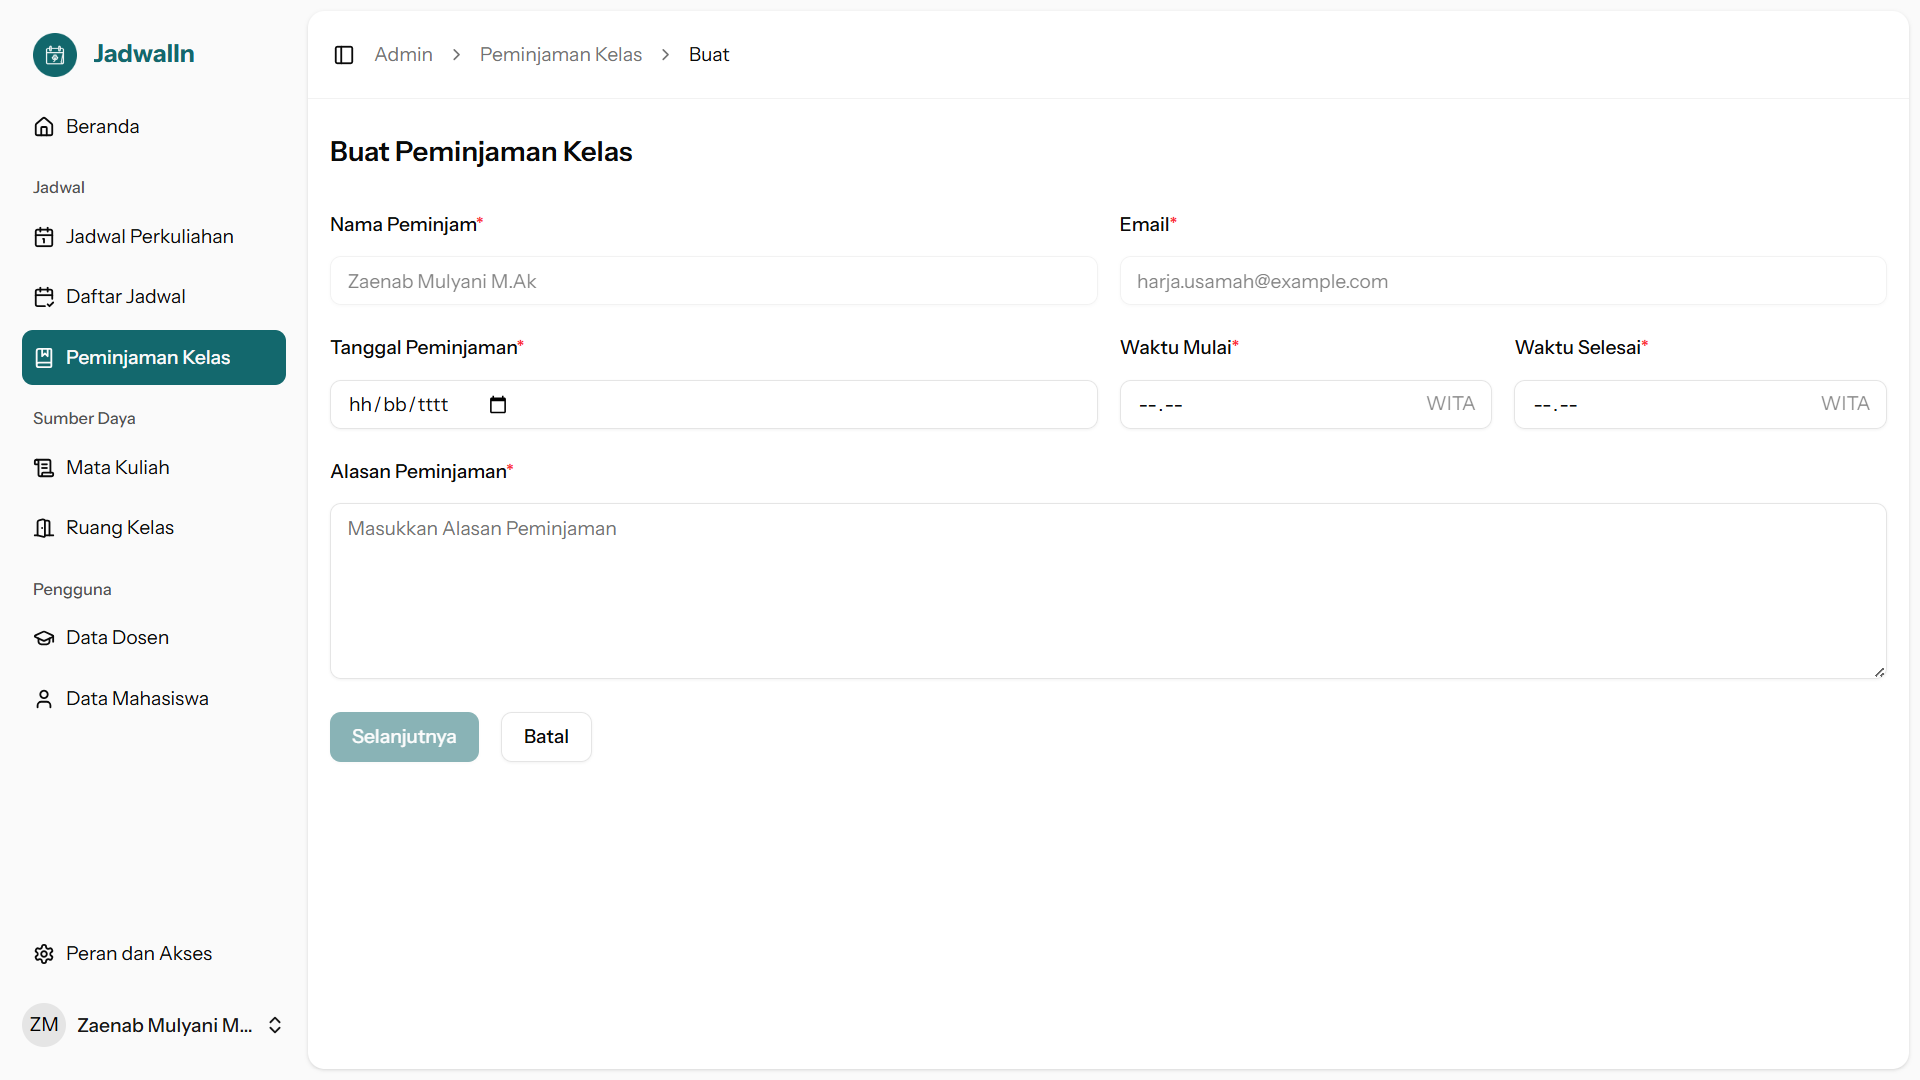 JadwalIn
Beranda
Jadwal
Jadwal Perkuliahan
Daftar Jadwal
Peminjaman Kelas
Sumber Daya
Mata Kuliah
Ruang Kelas
Pengguna
Data Dosen
Data Mahasiswa
Peran dan Akses
ZM Zaenab Mulyani M...
Admin > Peminjaman Kelas > Buat
Buat Peminjaman Kelas
Nama Peminjam* Email*
Zaenab Mulyani M.Ak harja.usamah@example.com
Tanggal Peminjaman* Waktu Mulai* Waktu Selesai*
hh/bb/tttt --.-- WITA --.-- WITA
Alasan Peminjaman*
Masukkan Alasan Peminjaman
Selanjutnya Batal